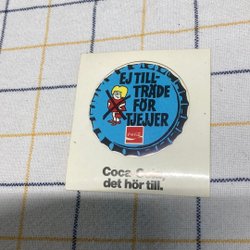 EJ TILL-
TRÄDE
FÖR
TJEJER
Coca-Cola
Coca-Cola,
det hör till.